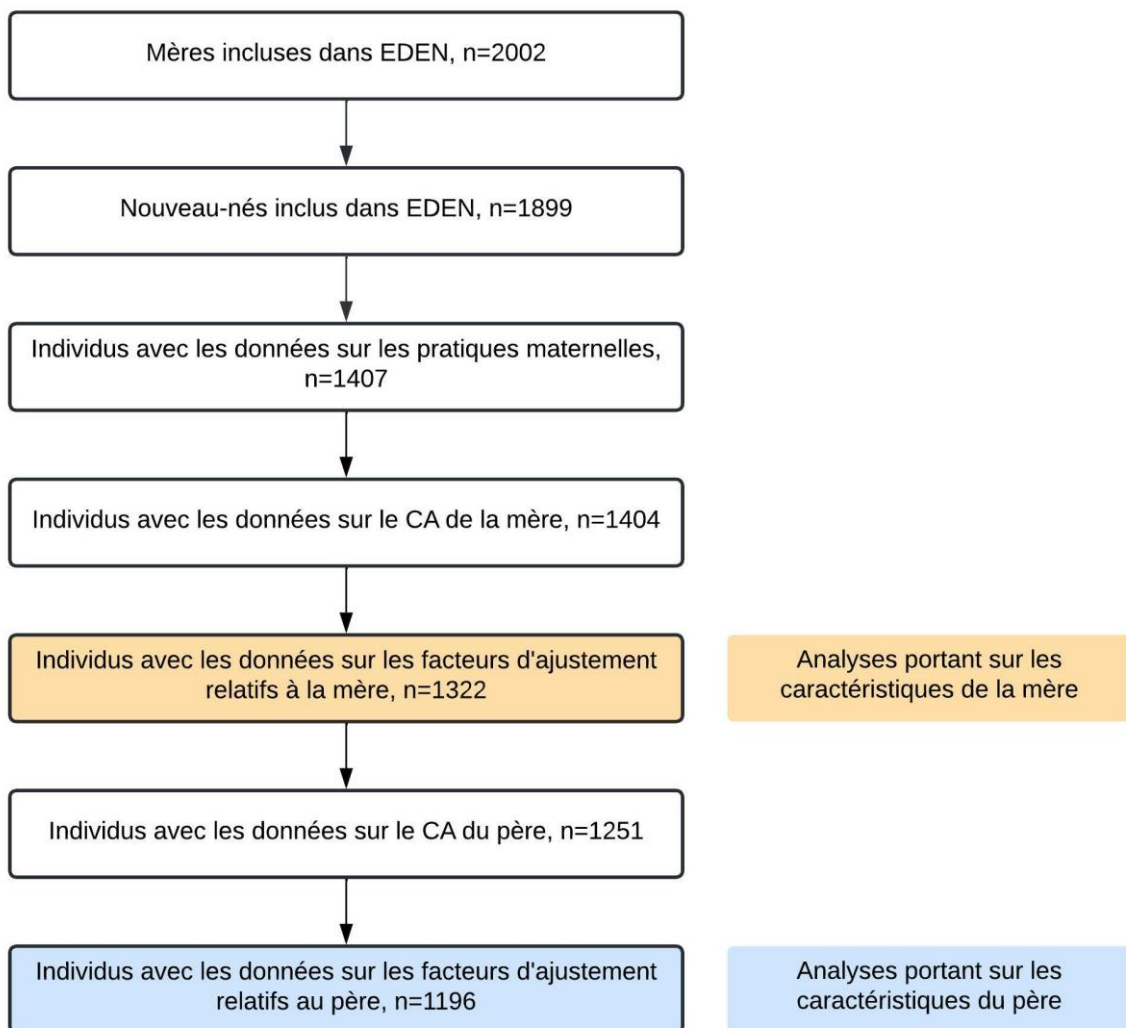 Mères incluses dans EDEN, n=2002
Nouveau-nés inclus dans EDEN, n=1899
Individus avec les données sur les pratiques maternelles,
n=1407
Individus avec les données sur le CA de la mère, n=1404
Individus avec les données sur les facteurs d'ajustement
relatifs à la mère, n=1322
Analyses portant sur les
caractéristiques de la mère
Individus avec les données sur le CA du père, n=1251
Individus avec les données sur les facteurs d'ajustement
relatifs au père, n=1196
Analyses portant sur les
caractéristiques du père